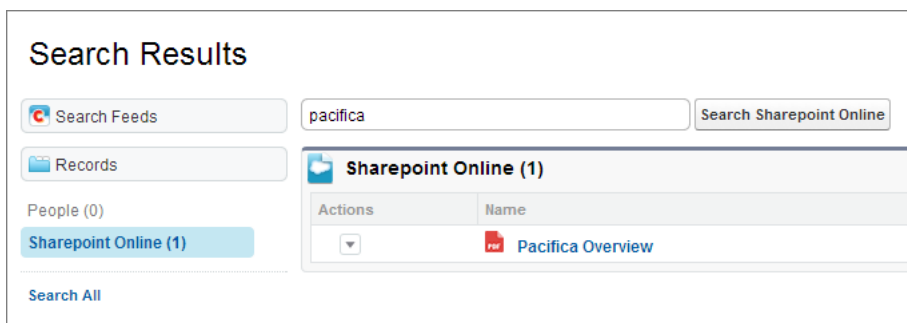 Search Results
Search Feeds
Records
People (0)
Sharepoint Online (1)
Search All
pacifica
Search Sharepoint Online
Sharepoint Online (1)
Actions Name
PDF Pacifica Overview